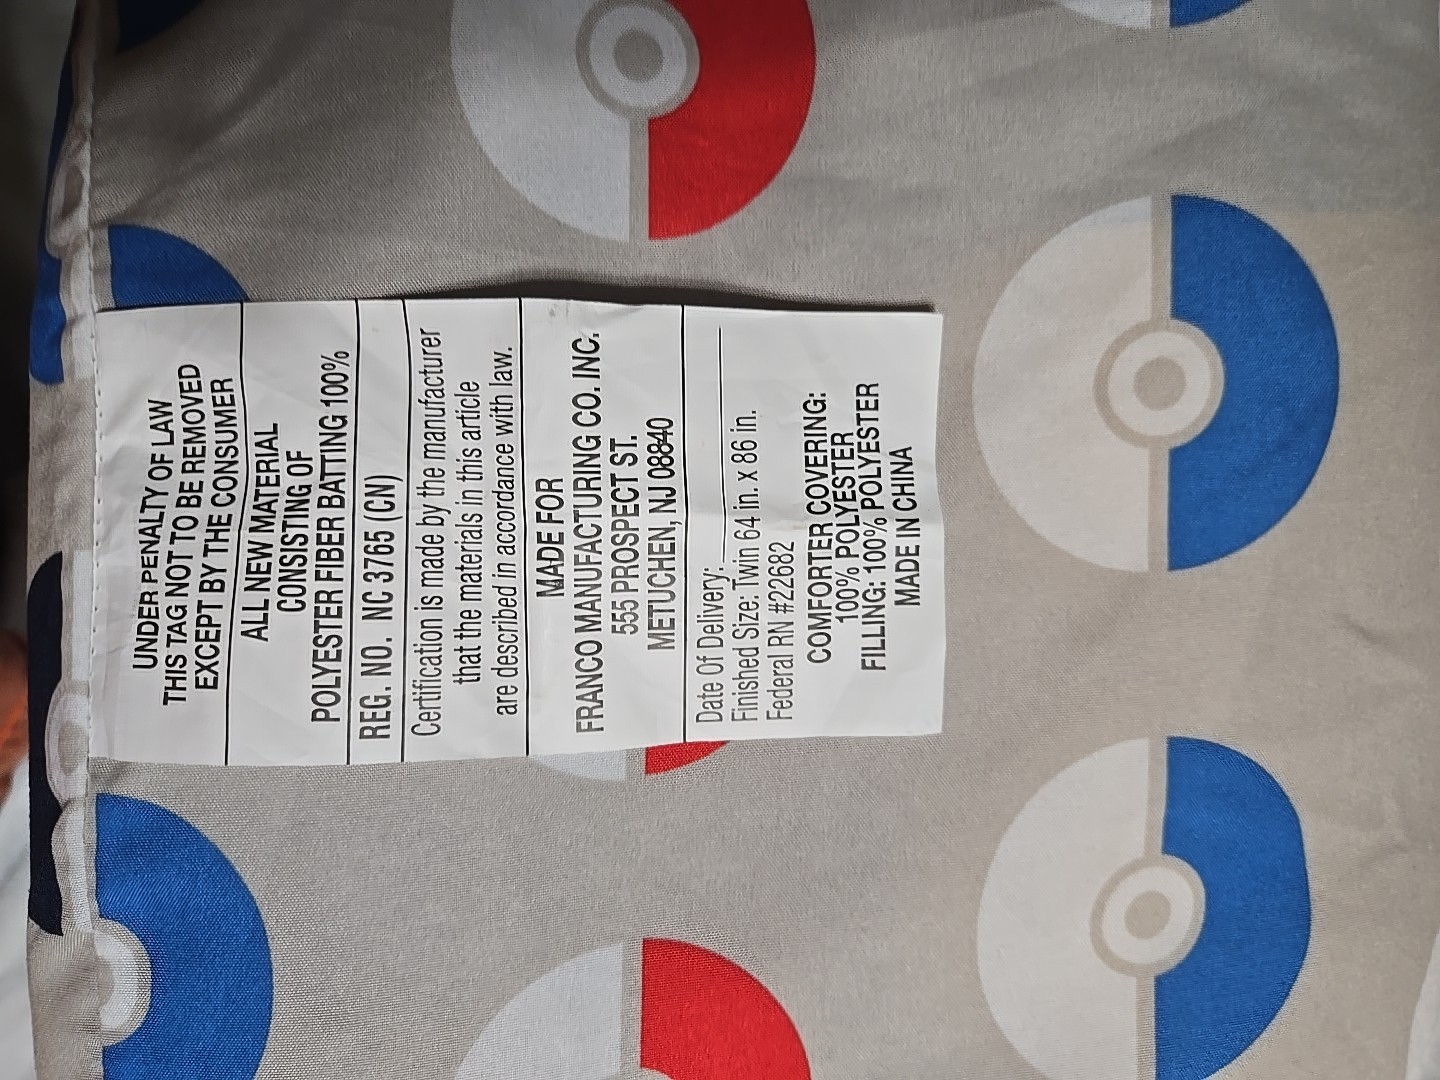 UNDER PENALTY OF LAW
THIS TAG NOT TO BE REMOVED
EXCEPT BY THE CONSUMER
ALL NEW MATERIAL
CONSISTING OF
POLYESTER FIBER BATTING 100%
REG. NO. NC 3765 (CN)
Certification is made by the manufacturer
that the materials in this article
are described in accordance with law.
MADE FOR
FRANCO MANUFACTURING CO. INC.
555 PROSPECT ST.
METUCHEN, NJ 08840
Date Of Delivery:
Finished Size: Twin 64 in. x 86 in.
Federal RN #22682
COMFORTER COVERING:
100% POLYESTER
FILLING: 100% POLYESTER
MADE IN CHINA